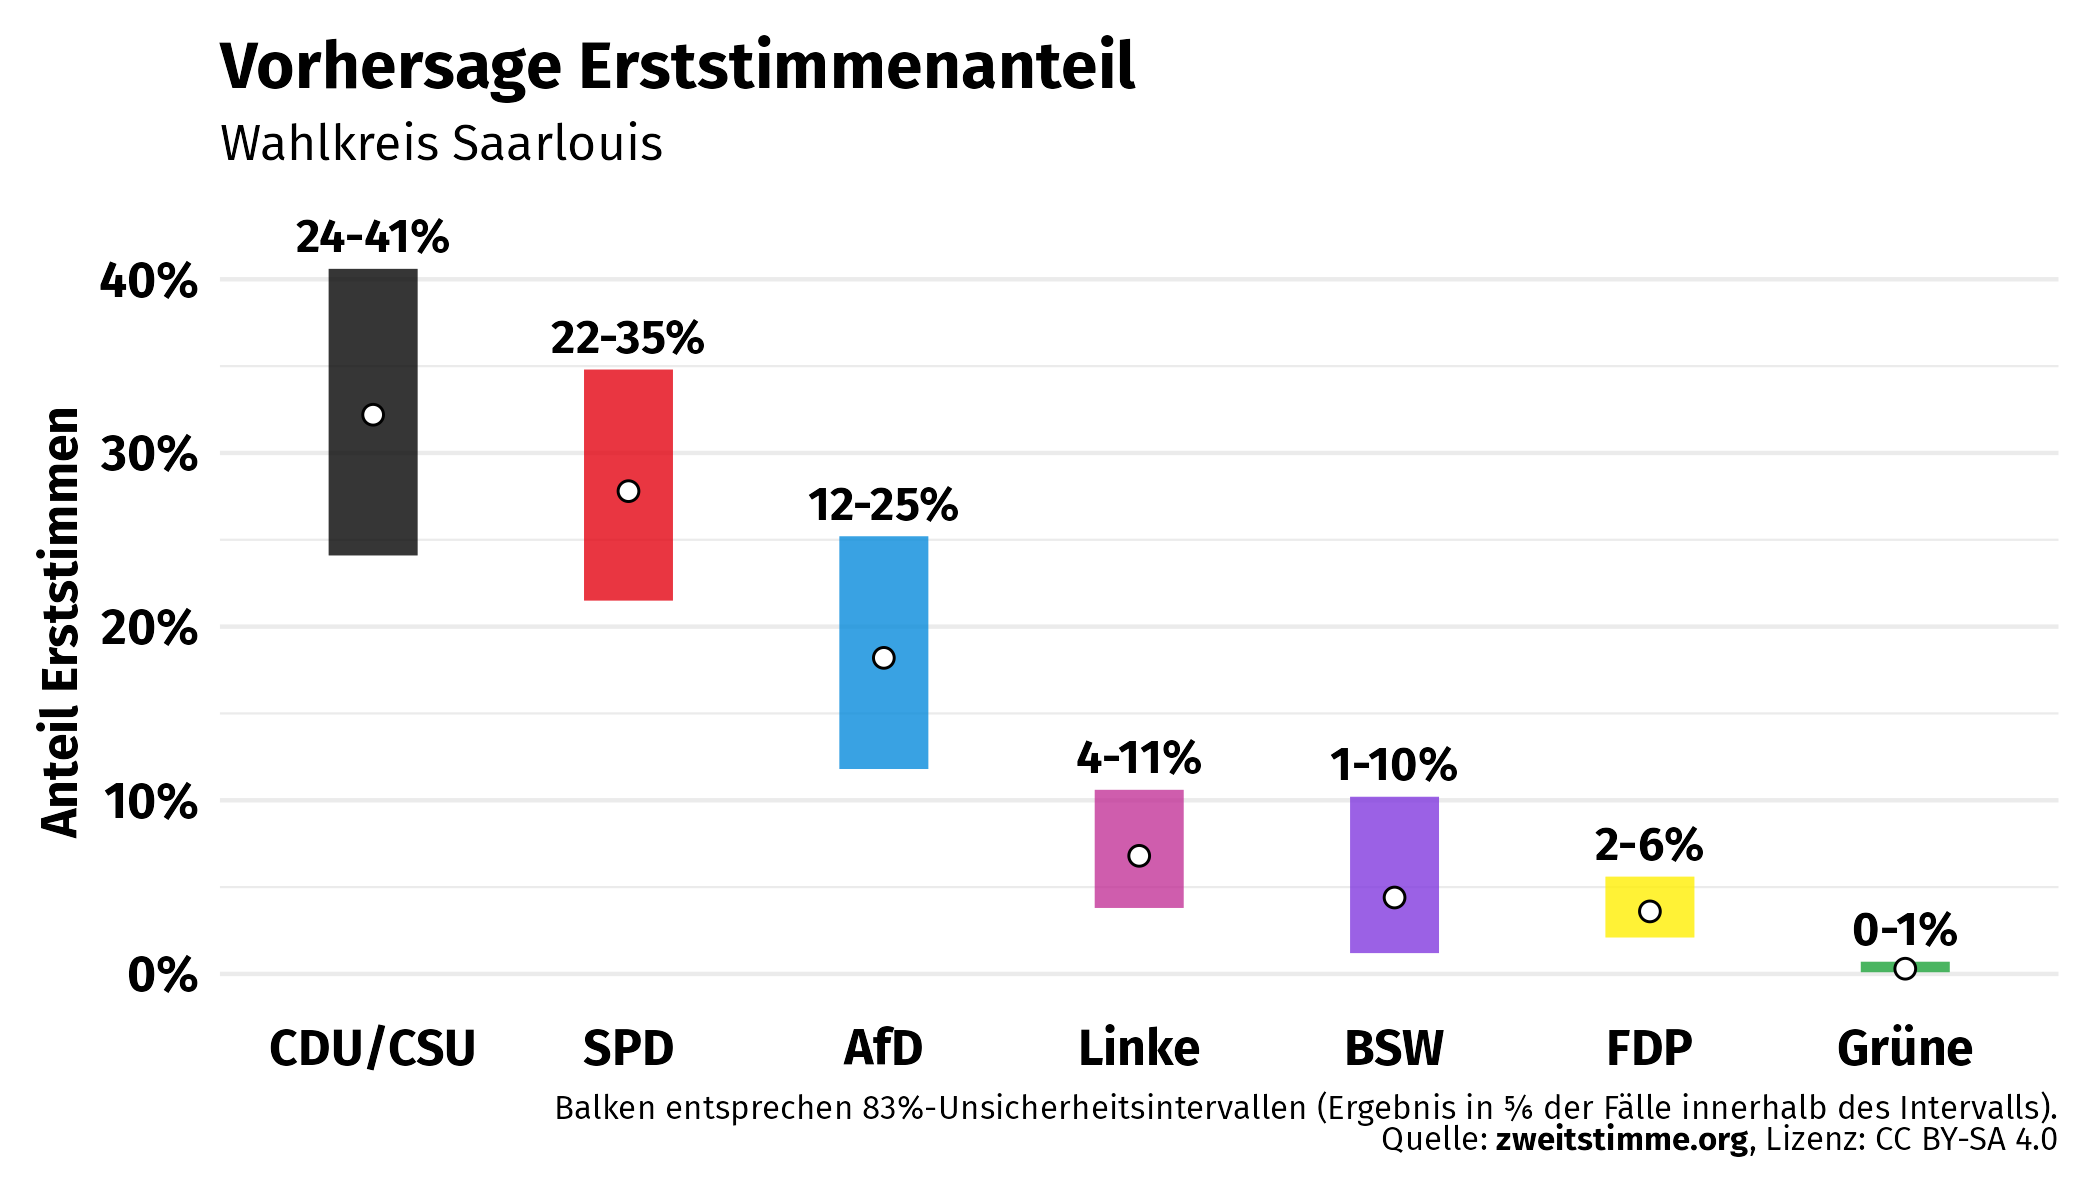 Vorhersage Erststimmenanteil
Wahlkreis Saarlouis
Anteil Erststimmen
40%
30%
20%
10%
0%
24-41%
22-35%
12-25%
4-11%
1-10%
2-6%
0-1%
CDU/CSU
SPD
AfD
Linke
BSW
FDP
Grüne
Balken entsprechen 83%-Unsicherheitsintervallen (Ergebnis in ⅚ der Fälle innerhalb des Intervalls).
Quelle: zweitstimme.org, Lizenz: CC BY-SA 4.0